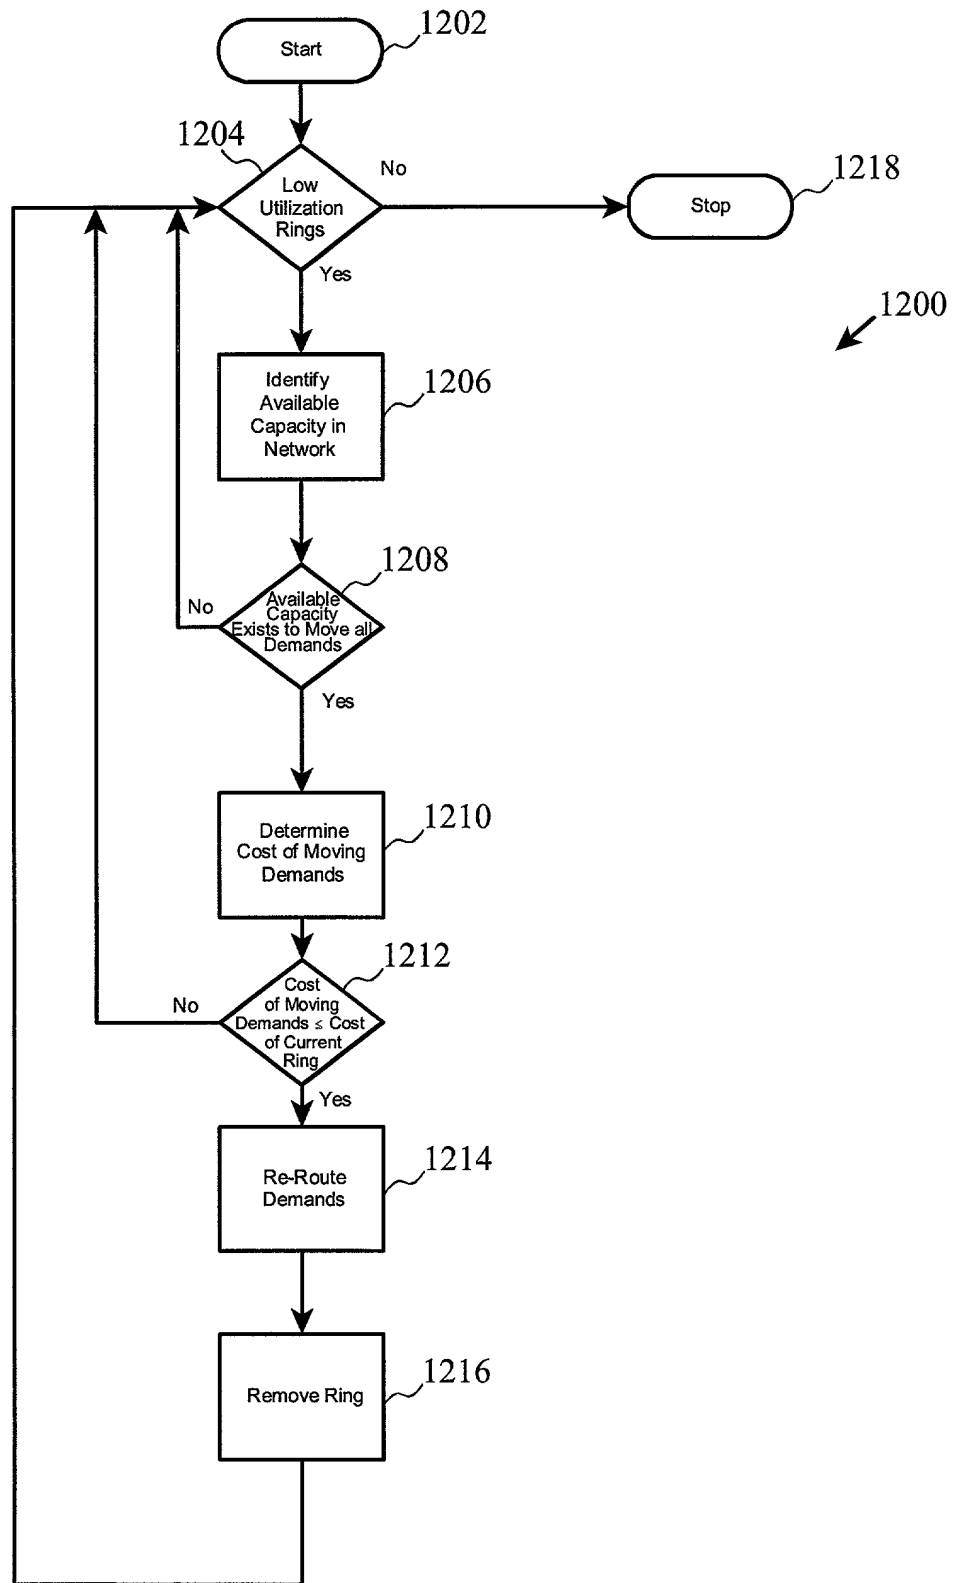 1202
Start
1204
Low
Utilization
Rings
No
1218
Stop
Yes
1200
Identify
Available
Capacity in
Network
1206
1208
Available
Capacity
Exists to Move all
Demands
No
Yes
1210
Determine
Cost of Moving
Demands
1212
Cost
of Moving
Demands ≤ Cost
of Current
Ring
No
Yes
1214
Re-Route
Demands
1216
Remove Ring